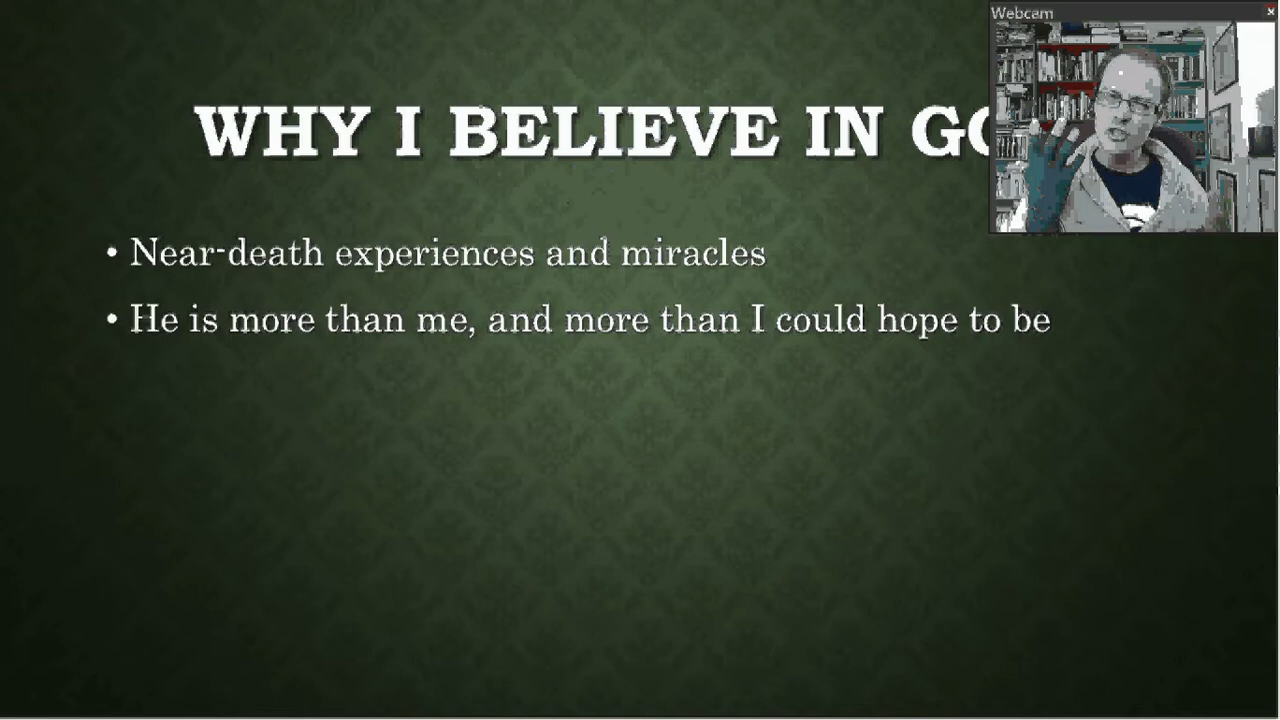 Webcam
WHY I BELIEVE IN GO
• Near-death experiences and miracles
• He is more than me, and more than I could hope to be